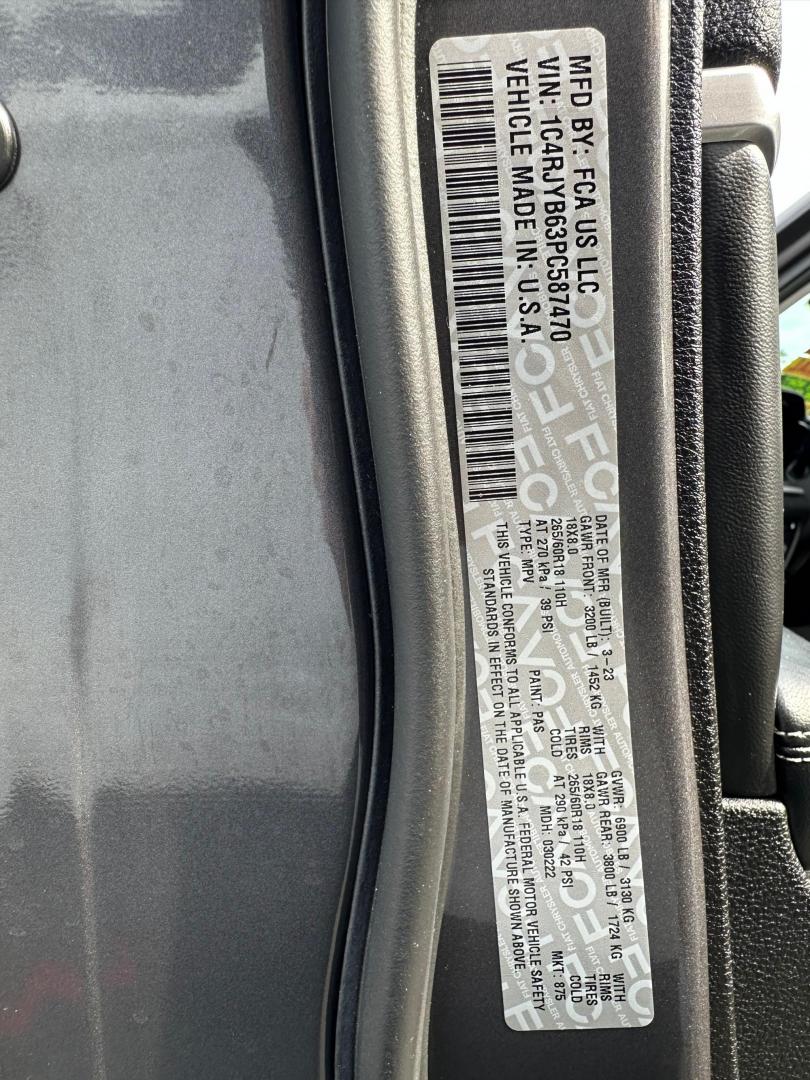 MFD BY: FCA US LLC
VIN: 1C4RJYB63PC587470
VEHICLE MADE IN: U.S.A.
DATE OF MFR (BUILT): 3-23 GVWR: 6900 LB / 3130 KG
GAWR FRONT: 3200 LB / 1452 KG WITH GAWR REAR: 3800 LB / 1724 KG WITH
18X8.0 RIMS 18X8.0 RIMS
265/60R18 110H TIRES 265/60R18 110H TIRES
AT 270 kPa / 39 PSI COLD AT 290 kPa / 42 PSI COLD
TYPE: MPV PAINT: PAS MDH: 030222 MKT: 875
THIS VEHICLE CONFORMS TO ALL APPLICABLE U.S.A. FEDERAL MOTOR VEHICLE SAFETY
STANDARDS IN EFFECT ON THE DATE OF MANUFACTURE SHOWN ABOVE.